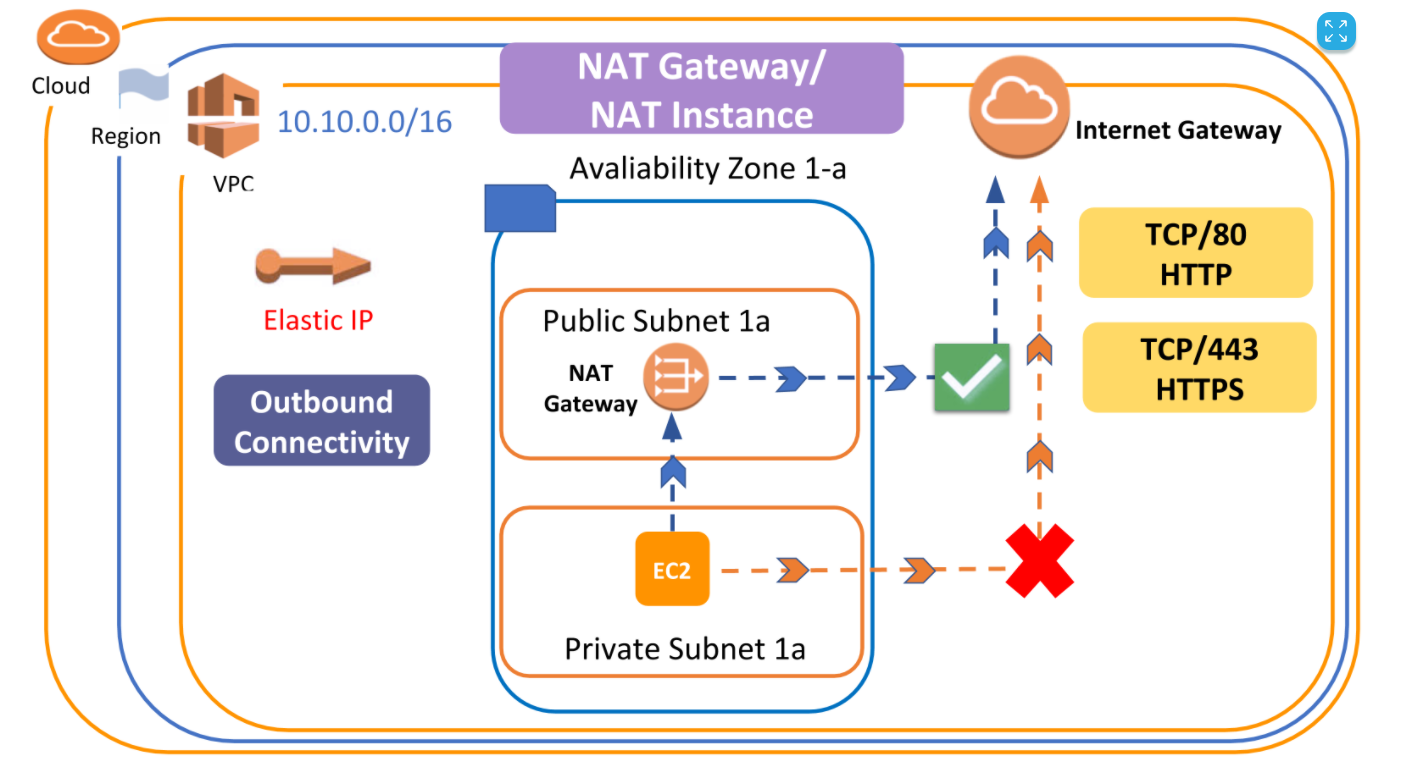 Cloud
Region
VPC
10.10.0.0/16
NAT Gateway/
NAT Instance
Internet Gateway
Avaliability Zone 1-a
Elastic IP
Outbound
Connectivity
Public Subnet 1a
NAT
Gateway
EC2
Private Subnet 1a
TCP/80
HTTP
TCP/443
HTTPS